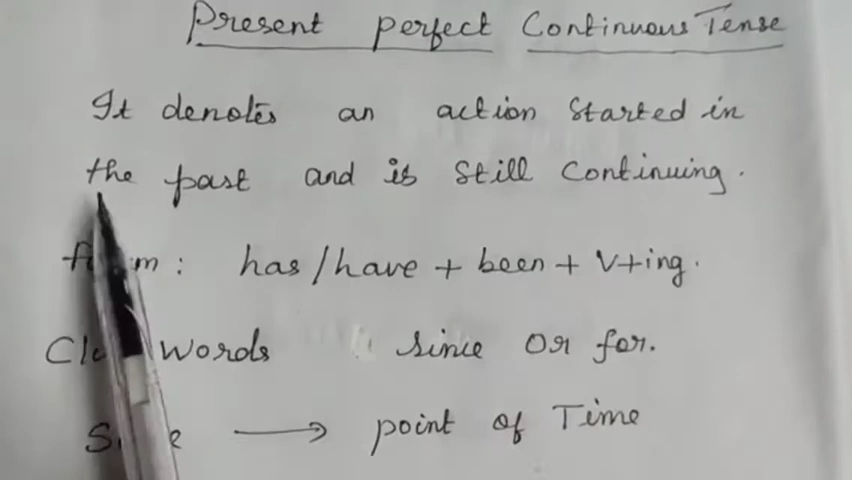 Present perfect Continuous Tense
It denotes an action started in
the past and is still continuing.
: has/have + been + V+ing.
Words since or for.
→ point of Time